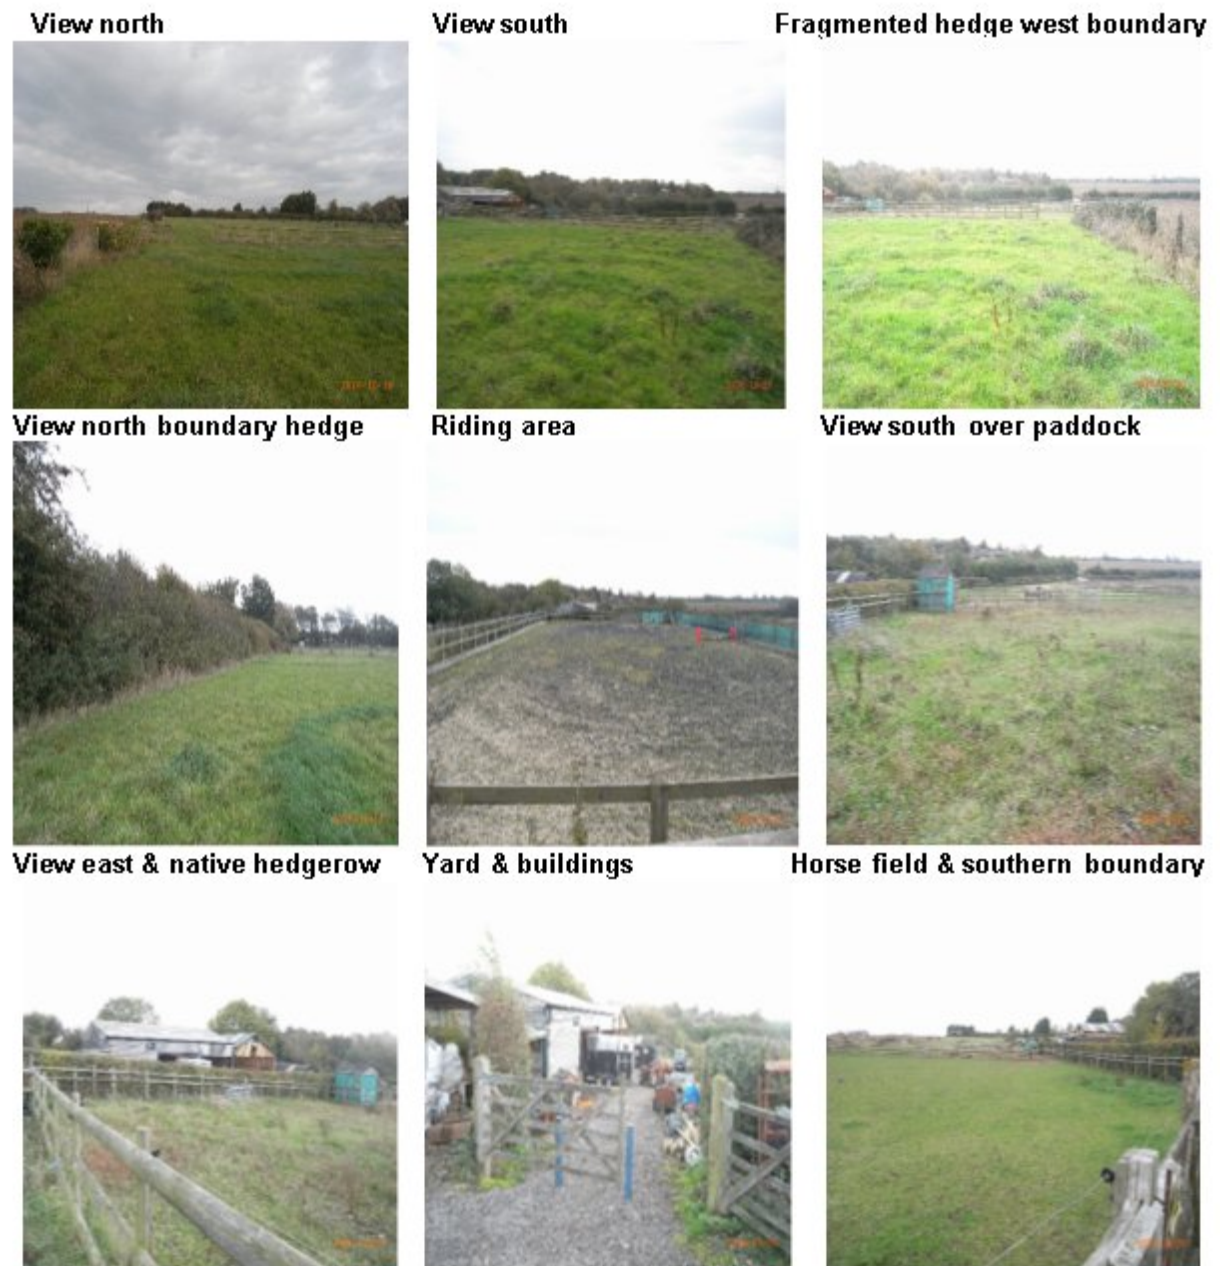 View north
View south
Fragmented hedge west boundary
View north boundary hedge
Riding area
View south over paddock
View east & native hedgerow
Yard & buildings
Horse field & southern boundary